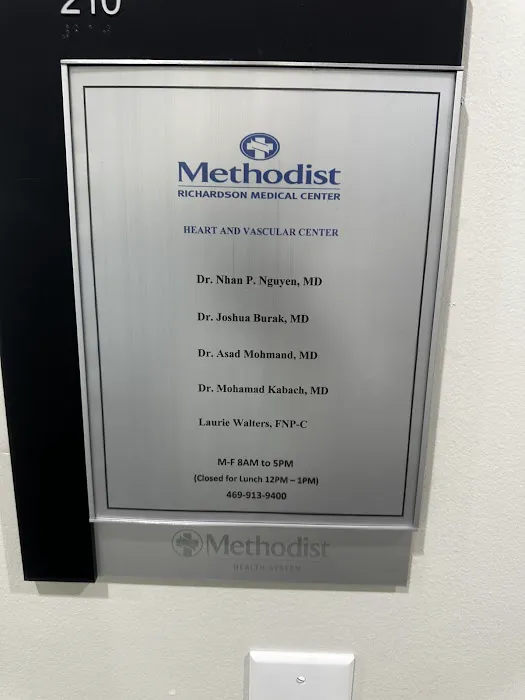 210
Methodist
RICHARDSON MEDICAL CENTER
HEART AND VASCULAR CENTER
Dr. Nhan P. Nguyen, MD
Dr. Joshua Burak, MD
Dr. Asad Mohmand, MD
Dr. Mohamad Kabach, MD
Laurie Walters, FNP-C
M-F 8AM to 5PM
(Closed for Lunch 12PM – 1PM)
469-913-9400
Methodist
HEALTH SYSTEM